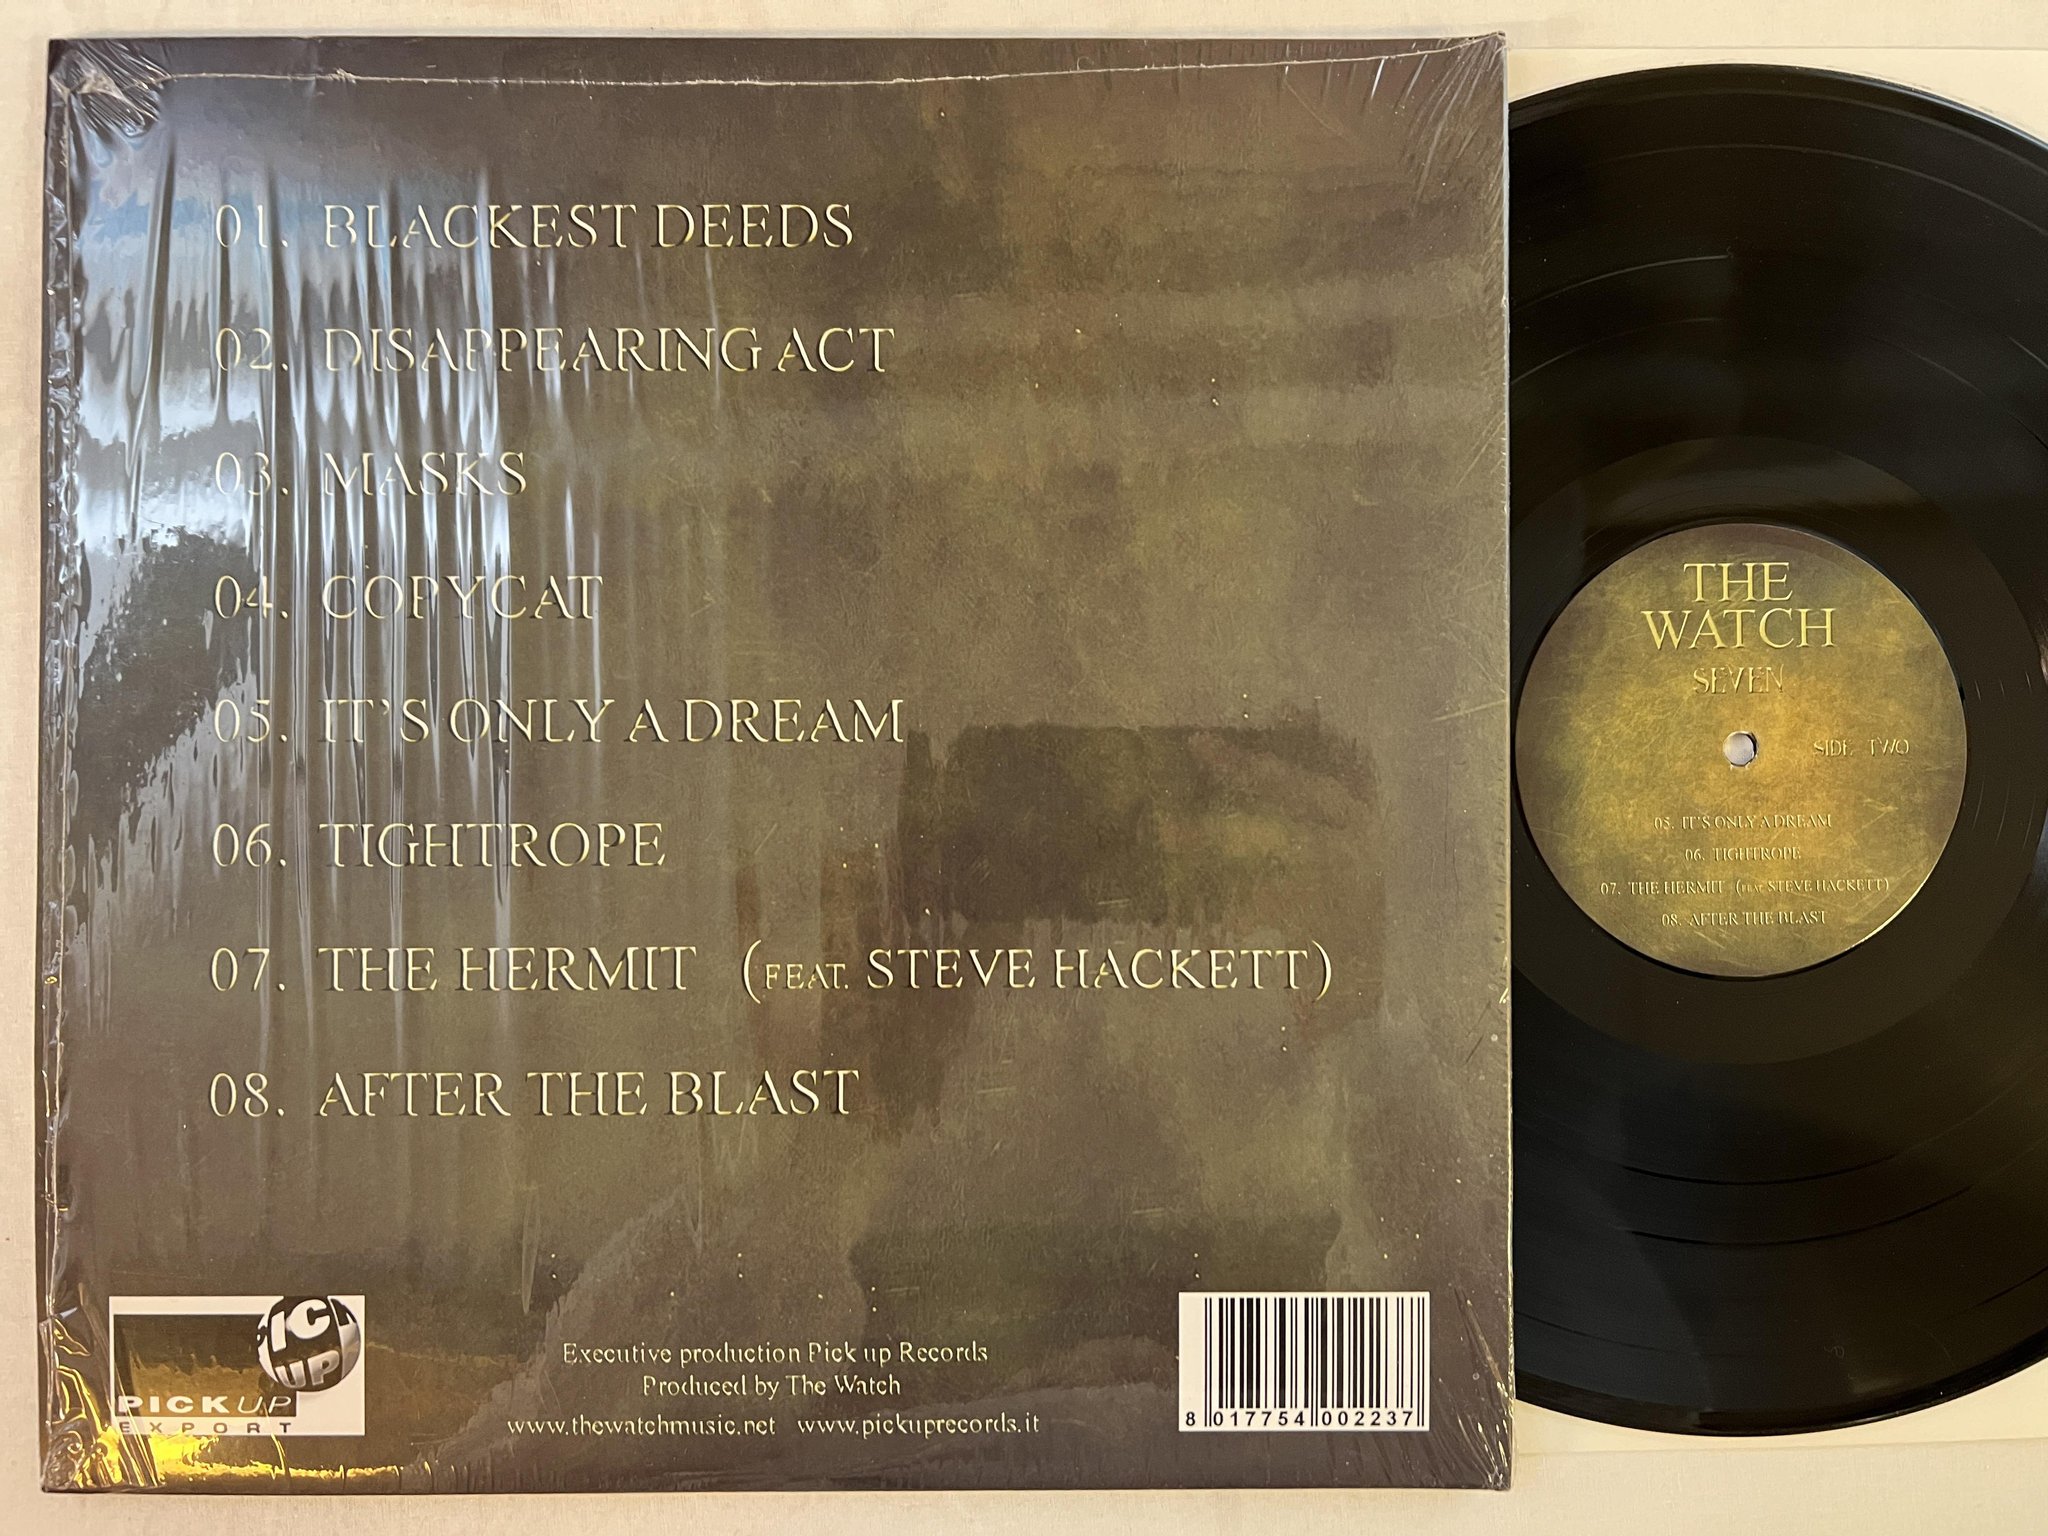 01. BLACKEST DEEDS
02. DISAPPEARING ACT
03. MASKS
04. COPYCAT
05. IT'S ONLY A DREAM
06. TIGHTROPE
07. THE HERMIT (FEAT. STEVE HACKETT)
08. AFTER THE BLAST
PICK UP
EXPORT
Executive production Pick up Records
Produced by The Watch
www.thewatchmusic.net www.pickuprecords.it
8 017754 002237
THE
WATCH
SEVEN
SIDE TWO
05. IT'S ONLY A DREAM
06. TIGHTROPE
07. THE HERMIT (FEAT. STEVE HACKETT)
08. AFTER THE BLAST